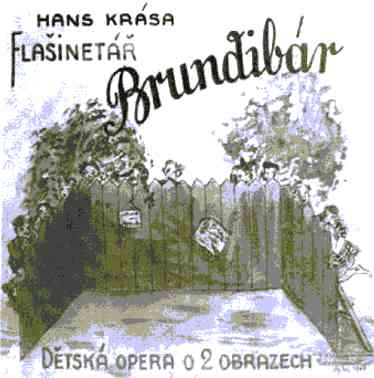 HANS KRÁSA
FLAŠINETÁŘ
Brundibár
DĚTSKÁ OPERA O 2 OBRAZECH